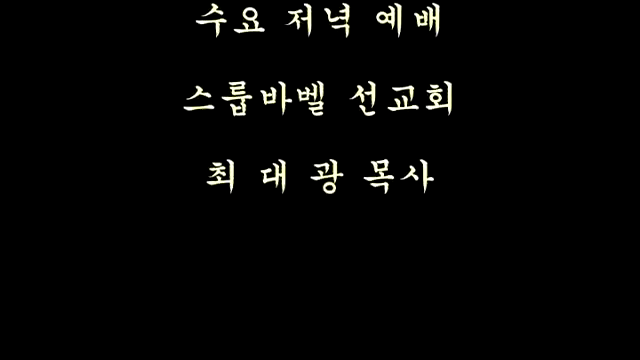 수요 저녁 예배
스룹바벨 선교회
최 대 광 목사